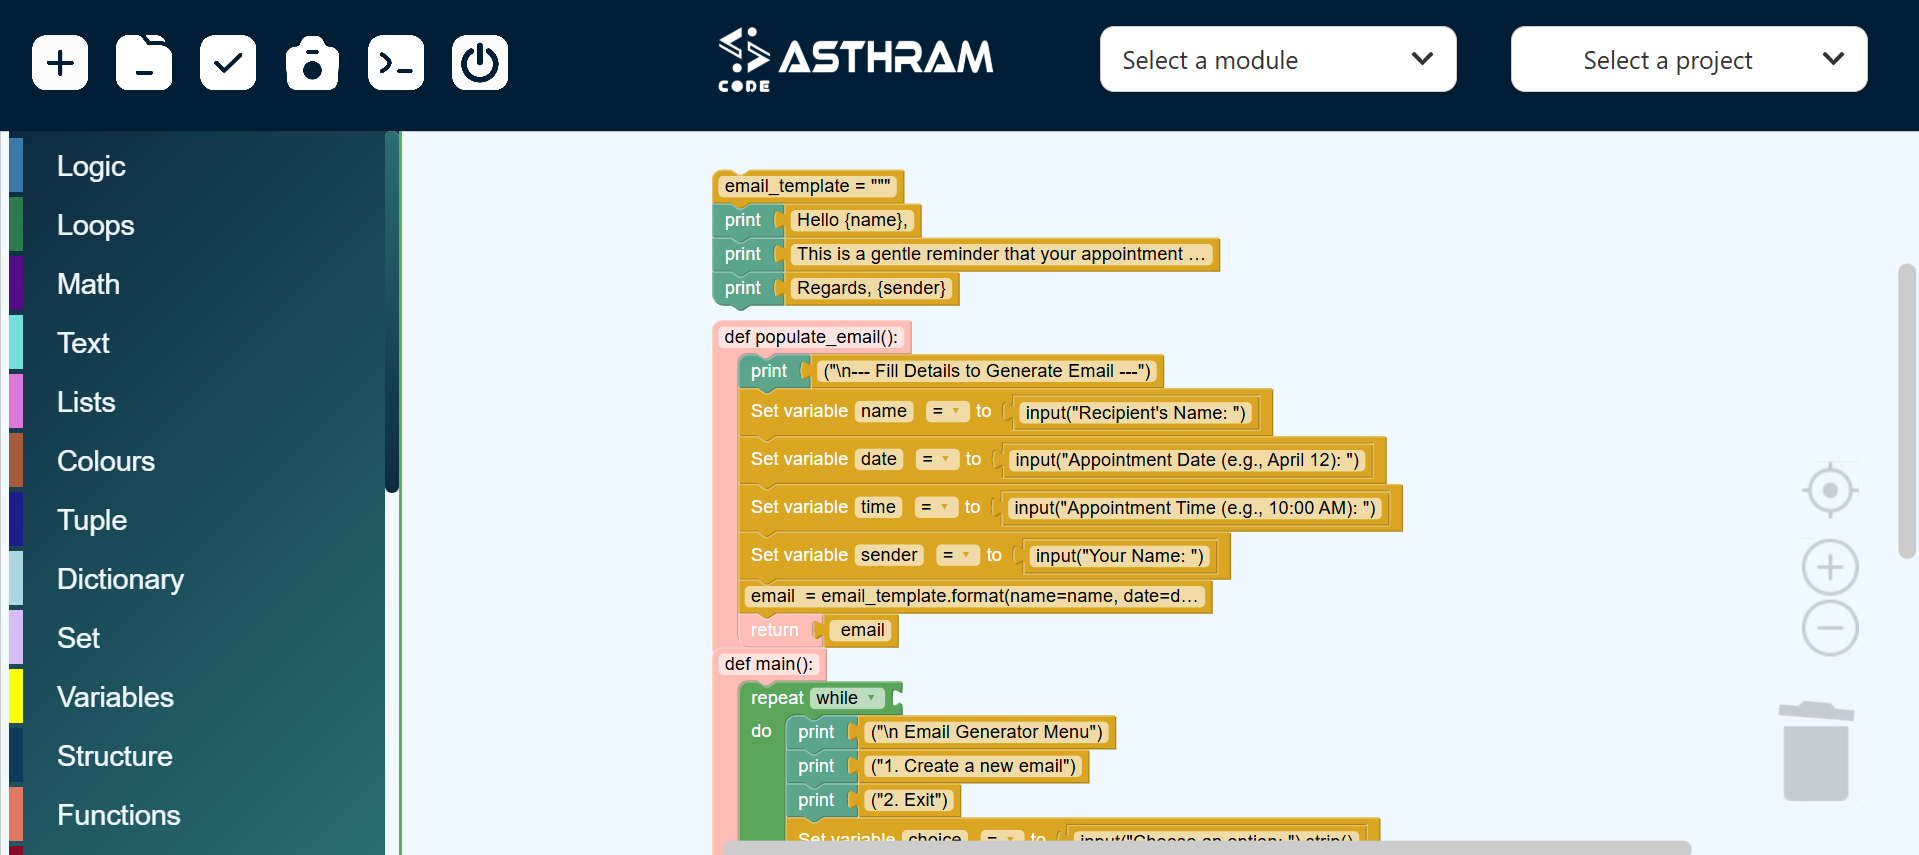 ASTHRAM
CODE
Select a module
Select a project
Logic
Loops
Math
Text
Lists
Colours
Tuple
Dictionary
Set
Variables
Structure
Functions
email_template = """
print Hello {name},
print This is a gentle reminder that your appointment ...
print Regards, {sender}
def populate_email():
print ("\n--- Fill Details to Generate Email ---")
Set variable name = to input("Recipient's Name: ")
Set variable date = to input("Appointment Date (e.g., April 12): ")
Set variable time = to input("Appointment Time (e.g., 10:00 AM): ")
Set variable sender = to input("Your Name: ")
email = email_template.format(name=name, date=d...
return email
def main():
repeat while
do print ("\n Email Generator Menu")
print ("1. Create a new email")
print ("2. Exit")
Set variable choice = to input("Choose an option: ").strip()